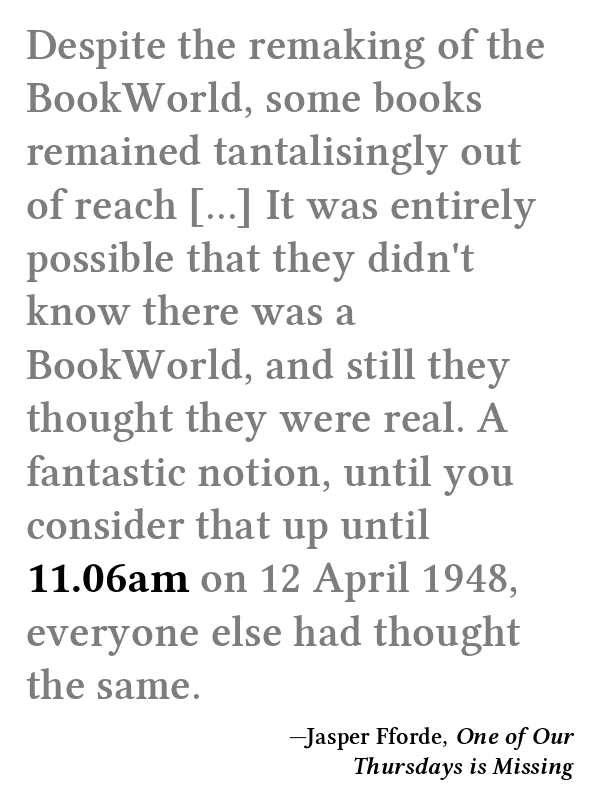 Despite the remaking of the
BookWorld, some books
remained tantalisingly out
of reach [...] It was entirely
possible that they didn't
know there was a
BookWorld, and still they
thought they were real. A
fantastic notion, until you
consider that up until
11.06am on 12 April 1948,
everyone else had thought
the same.
—Jasper Fforde, One of Our
Thursdays is Missing